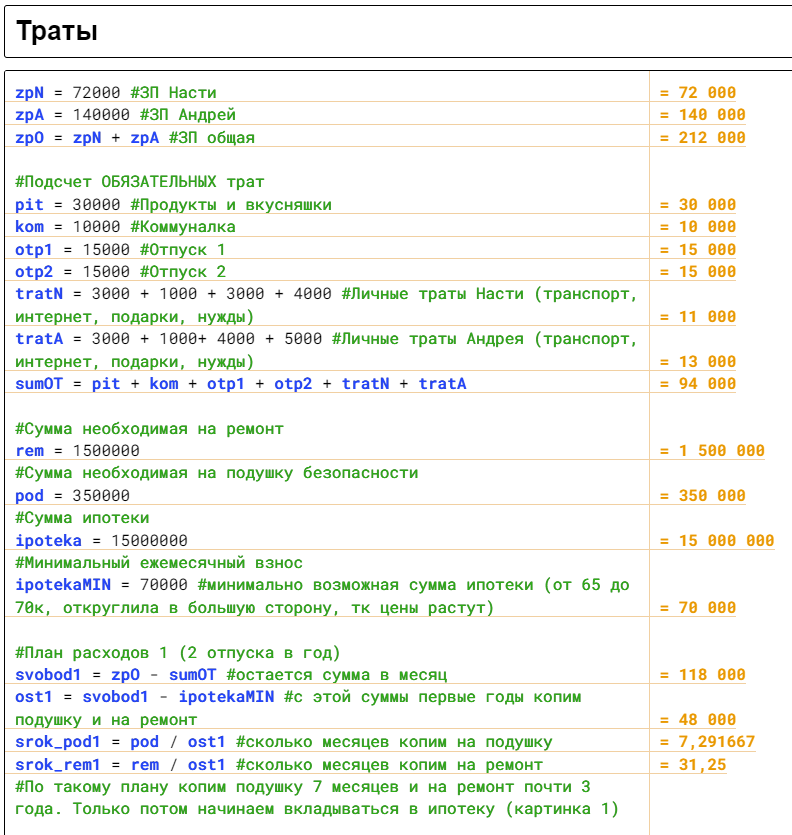 Траты
zpN = 72000 #ЗП Насти = 72 000
zpA = 140000 #ЗП Андрей = 140 000
zpO = zpN + zpA #ЗП общая = 212 000
#Подсчет ОБЯЗАТЕЛЬНЫХ трат
pit = 30000 #Продукты и вкусняшки = 30 000
kom = 10000 #Коммуналка = 10 000
otp1 = 15000 #Отпуск 1 = 15 000
otp2 = 15000 #Отпуск 2 = 15 000
tratN = 3000 + 1000 + 3000 + 4000 #Личные траты Насти (транспорт,
интернет, подарки, нужды) = 11 000
tratA = 3000 + 1000+ 4000 + 5000 #Личные траты Андрея (транспорт,
интернет, подарки, нужды) = 13 000
sumOT = pit + kom + otp1 + otp2 + tratN + tratA = 94 000
#Сумма необходимая на ремонт
rem = 1500000 = 1 500 000
#Сумма необходимая на подушку безопасности
pod = 350000 = 350 000
#Сумма ипотеки
ipoteka = 15000000 = 15 000 000
#Минимальный ежемесячный взнос
ipotekaMIN = 70000 #минимально возможная сумма ипотеки (от 65 до
70к, откруглила в большую сторону, тк цены растут) = 70 000
#План расходов 1 (2 отпуска в год)
svobod1 = zpO - sumOT #остается сумма в месяц = 118 000
ost1 = svobod1 - ipotekaMIN #с этой суммы первые годы копим
подушку и на ремонт = 48 000
srok_pod1 = pod / ost1 #сколько месяцев копим на подушку = 7,291667
srok_rem1 = rem / ost1 #сколько месяцев копим на ремонт = 31,25
#По такому плану копим подушку 7 месяцев и на ремонт почти 3
года. Только потом начинаем вкладываться в ипотеку (картинка 1)